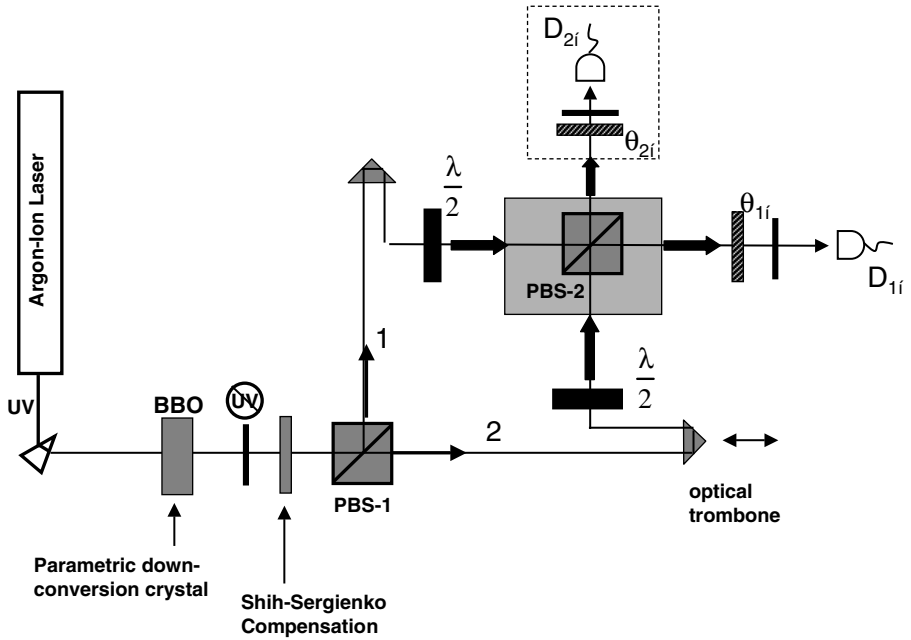 D2í
θ2í
λ
2
θ1í
Argon-Ion Laser
PBS-2
D1í
1
UV
BBO
UV
λ
2
2
PBS-1
optical
trombone
Parametric down-
conversion crystal
Shih-Sergienko
Compensation